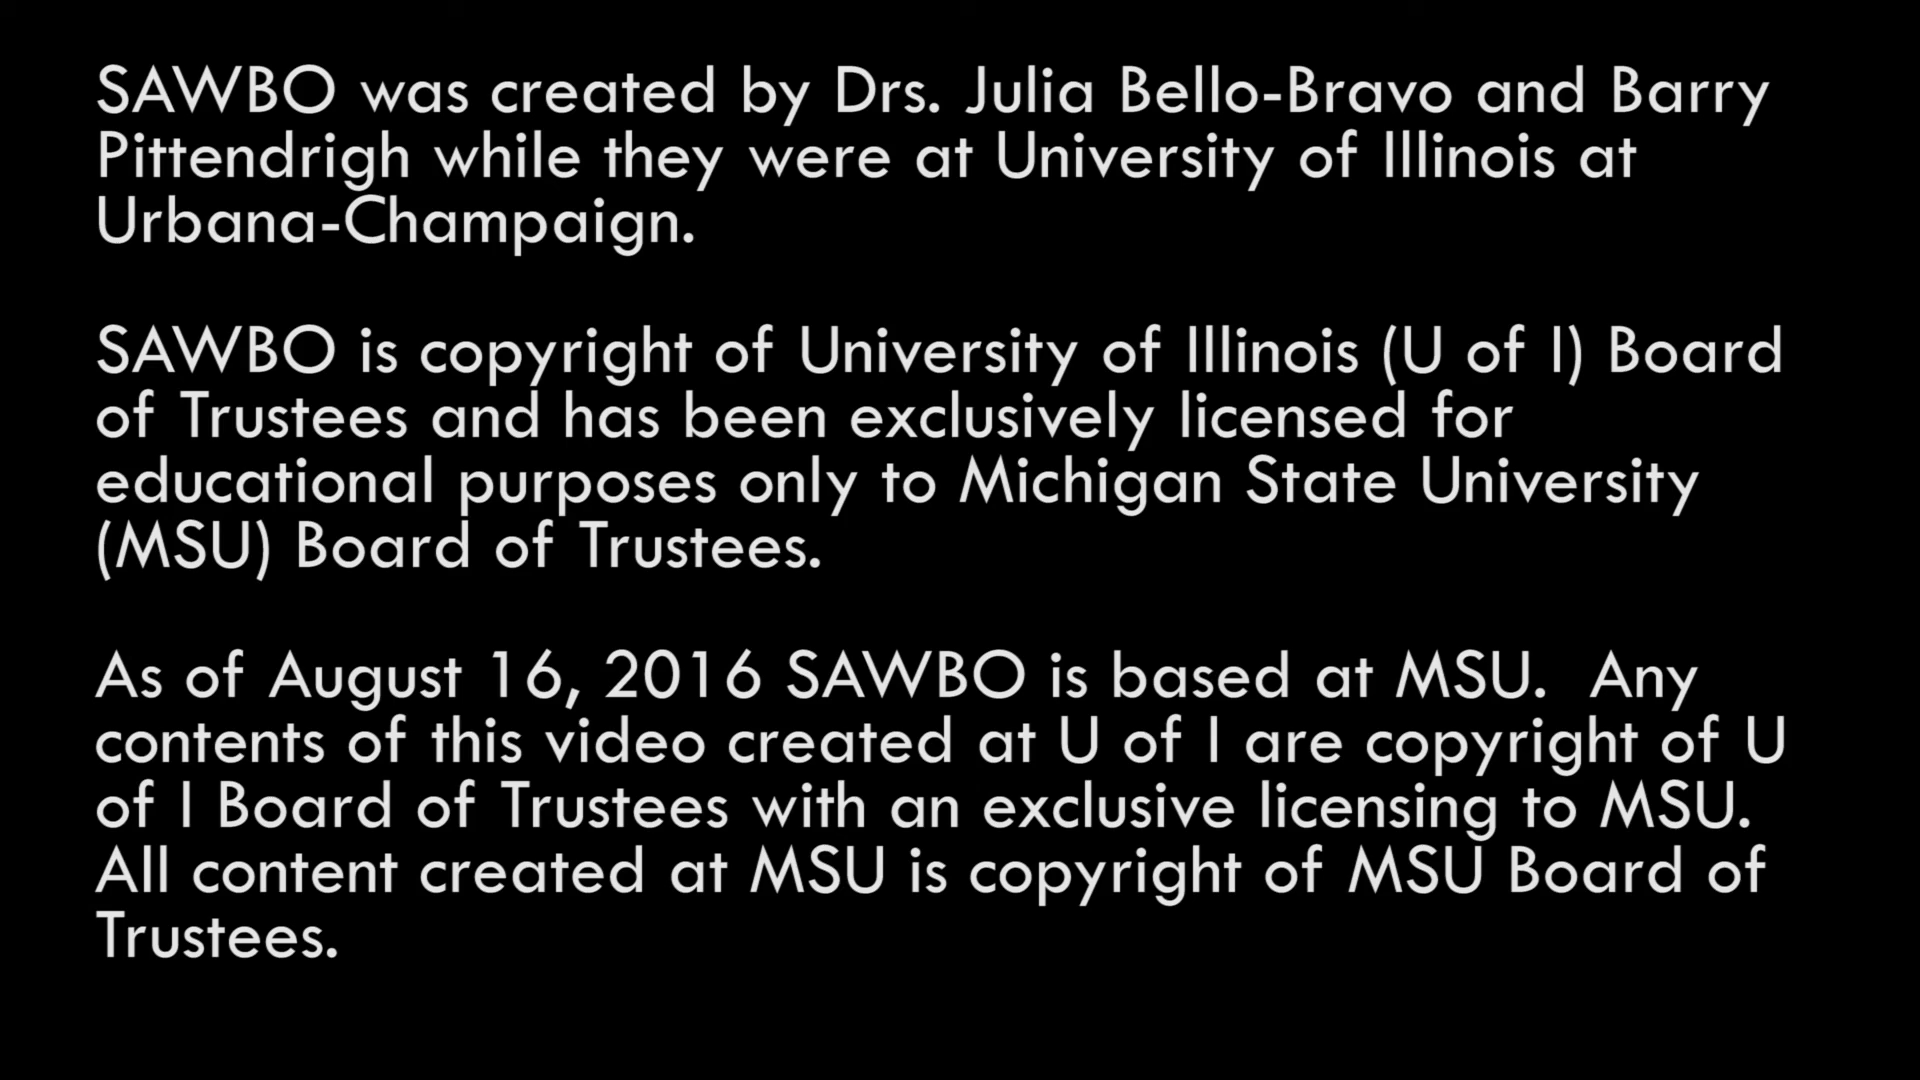 SAWBO was created by Drs. Julia Bello-Bravo and Barry
Pittendrigh while they were at University of Illinois at
Urbana-Champaign.
SAWBO is copyright of University of Illinois (U of I) Board
of Trustees and has been exclusively licensed for
educational purposes only to Michigan State University
(MSU) Board of Trustees.
As of August 16, 2016 SAWBO is based at MSU.  Any
contents of this video created at U of I are copyright of U
of I Board of Trustees with an exclusive licensing to MSU.
All content created at MSU is copyright of MSU Board of
Trustees.